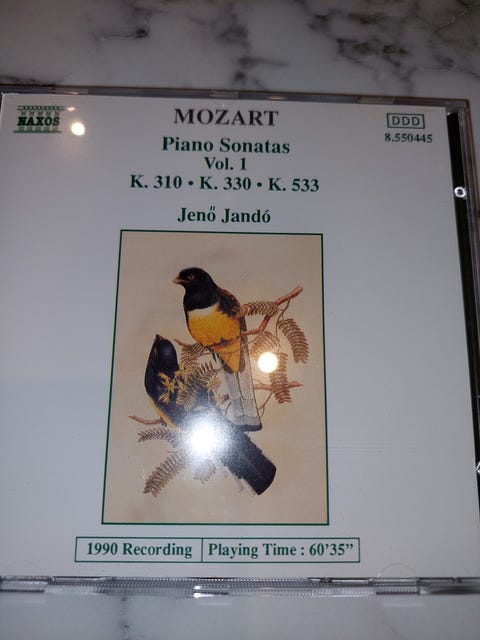 MOZART
NAXOS
DDD
8.550445
Piano Sonatas
Vol. 1
K. 310 • K. 330 • K. 533
Jenő Jandó
1990 Recording
Playing Time : 60'35"